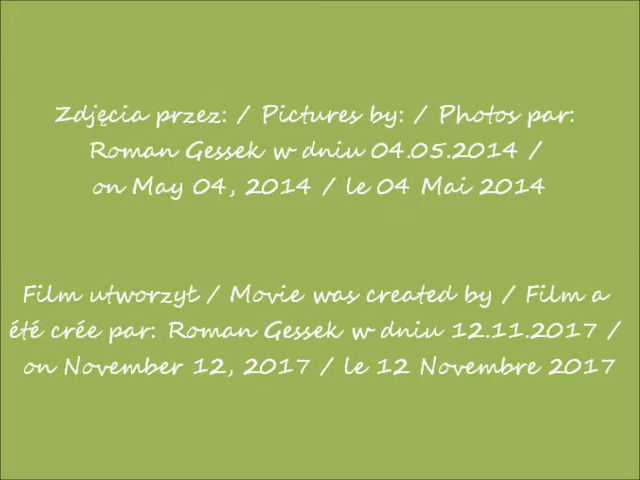 Zdjęcia przez: / Pictures by: / Photos par:
Roman Gessek w dniu 04.05.2014 /
on May 04, 2014 / le 04 Mai 2014
Film utworzył / Movie was created by / Film a
été crée par: Roman Gessek w dniu 12.11.2017 /
on November 12, 2017 / le 12 Novembre 2017